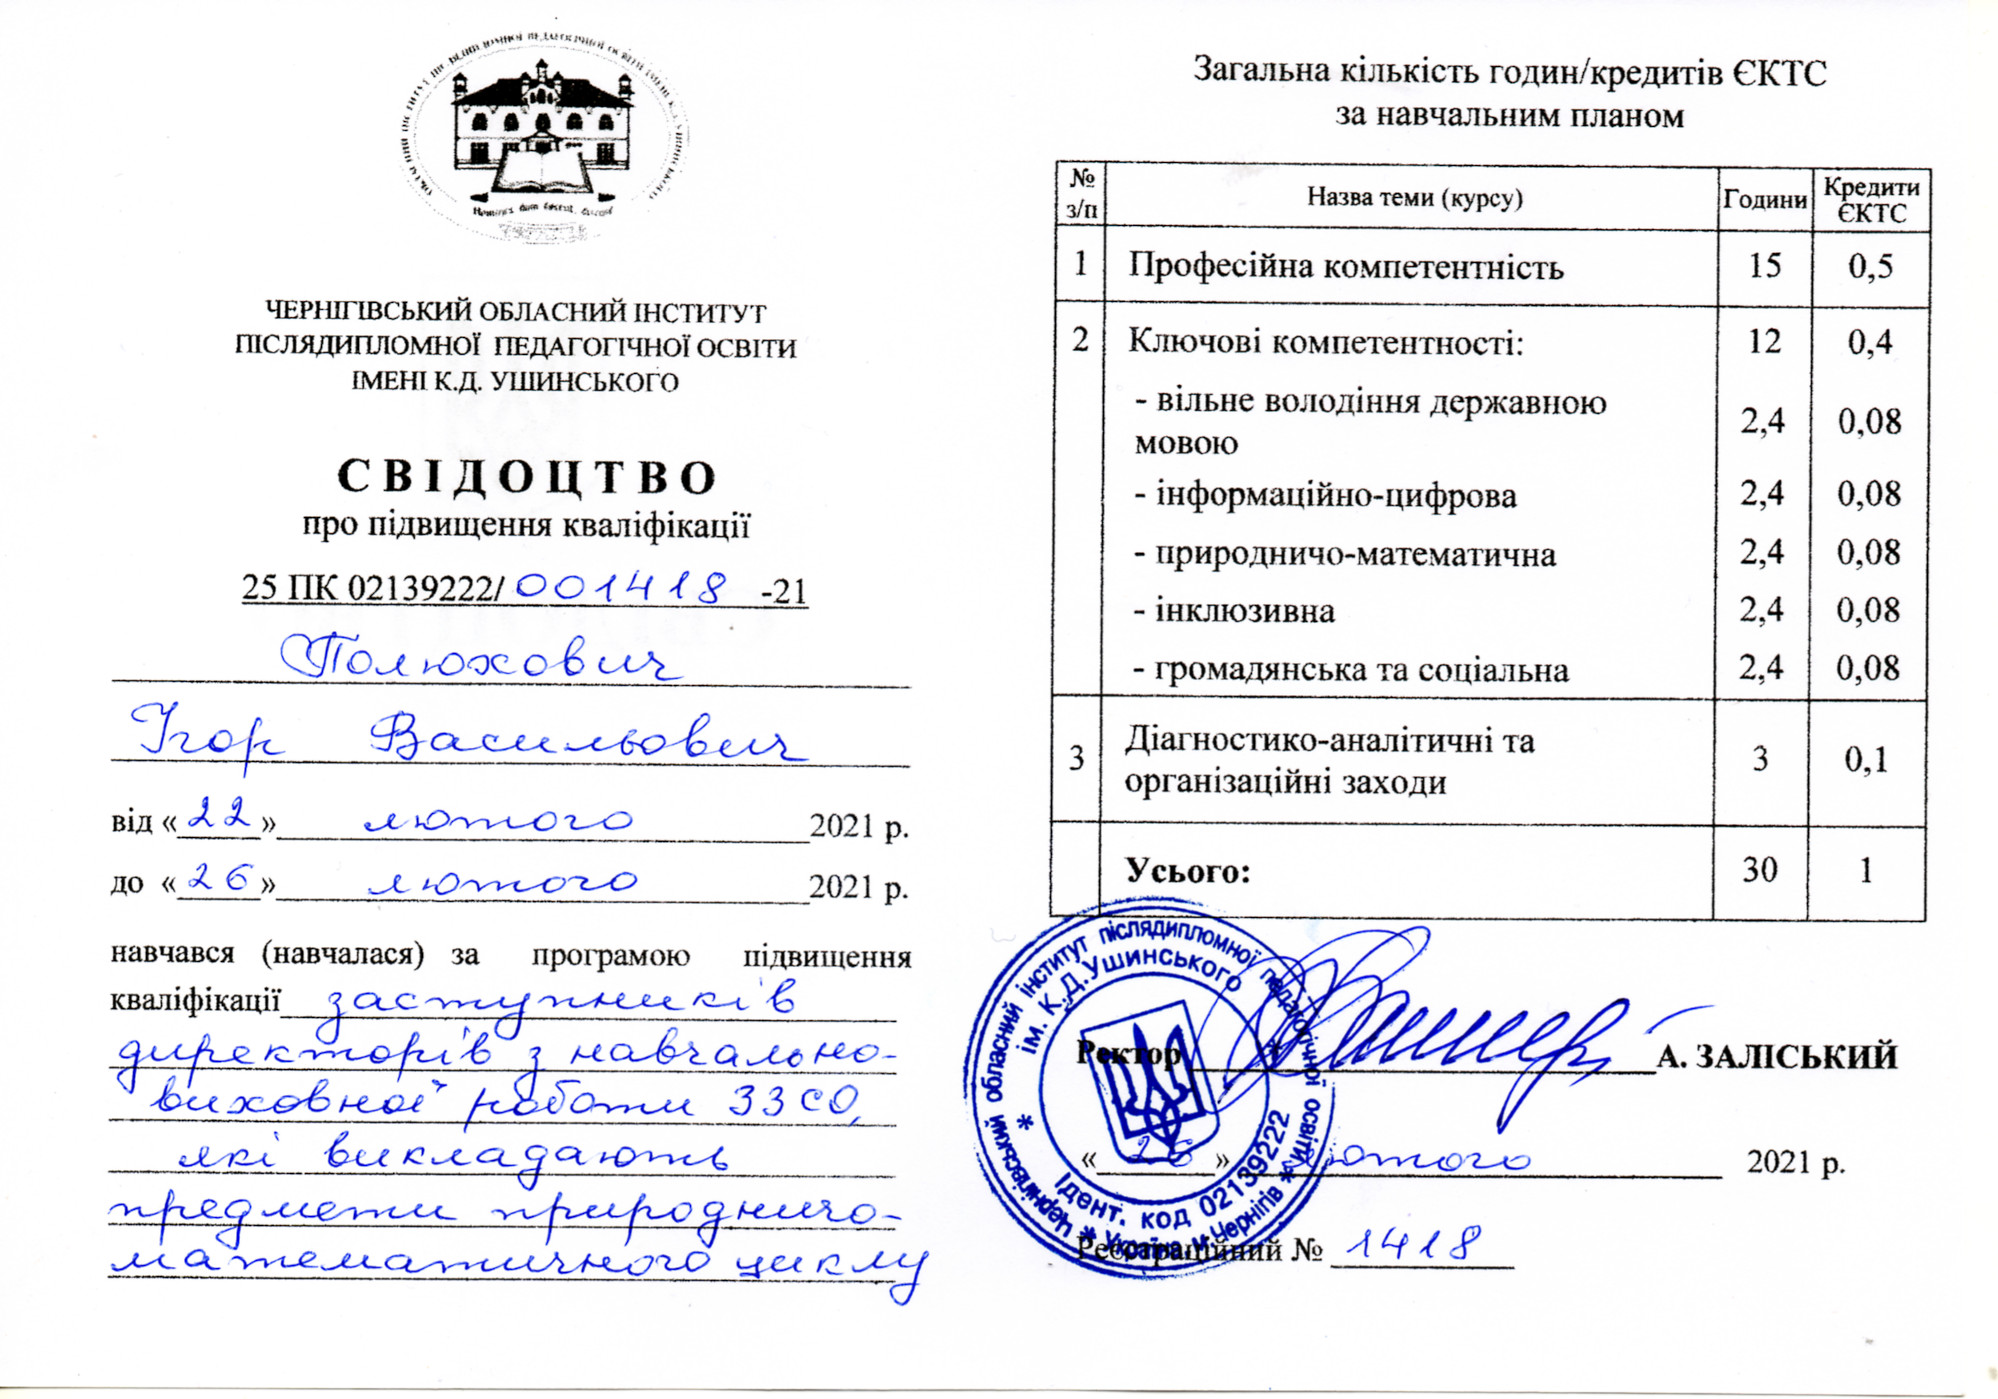 ЧЕРНІГІВСЬКИЙ ОБЛАСНИЙ ІНСТИТУТ
ПІСЛЯДИПЛОМНОЇ ПЕДАГОГІЧНОЇ ОСВІТИ
ІМЕНІ К.Д. УШИНСЬКОГО
СВІДОЦТВО
про підвищення кваліфікації
25 ПК 02139222/ 001418 -21
Полюхович
Ігор Васильович
від «22» лютого 2021 р.
до «26» лютого 2021 р.
навчався (навчалася) за програмою підвищення
кваліфікації заступників
директорів з навчально-
виховної роботи ЗЗСО,
які викладають
предмети природничо-
математичного циклу
Загальна кількість годин/кредитів ЄКТС
за навчальним планом
№ з/п Назва теми (курсу) Години Кредити ЄКТС
1 Професійна компетентність 15 0,5
2 Ключові компетентності: 12 0,4
- вільне володіння державною
мовою 2,4 0,08
- інформаційно-цифрова 2,4 0,08
- природничо-математична 2,4 0,08
- інклюзивна 2,4 0,08
- громадянська та соціальна 2,4 0,08
3 Діагностико-аналітичні та
організаційні заходи 3 0,1
Усього: 30 1
Ректор А. ЗАЛІСЬКИЙ
«26» лютого 2021 р.
Реєстраційний № 1418
Чернігівський обласний інститут післядипломної педагогічної освіти
ім. К.Д.Ушинського
Ідент. код 02139222
* Україна, м.Чернігів *